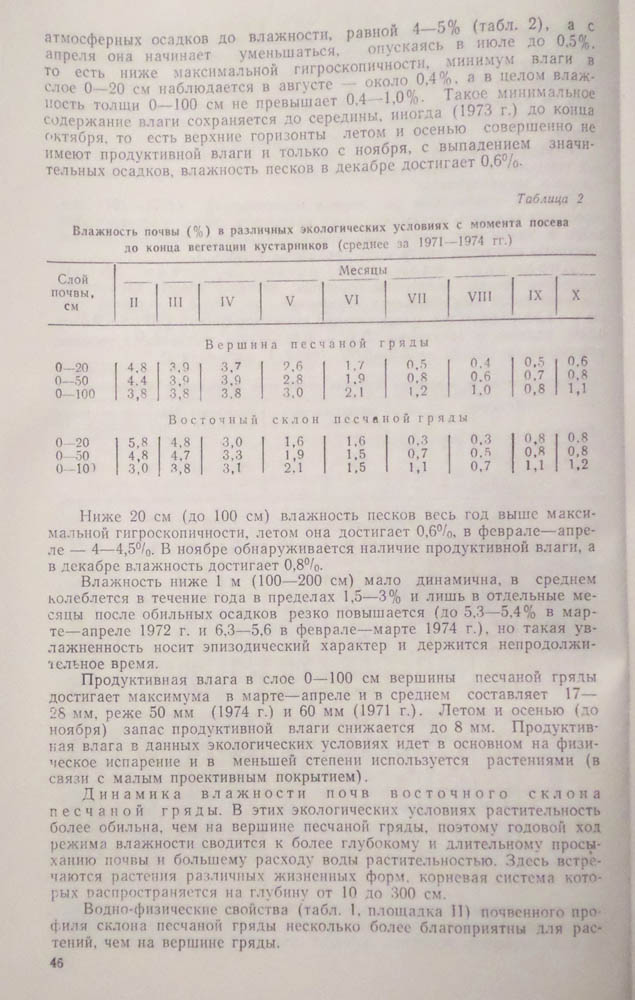 атмосферных осадков до влажности, равной 4—5% (табл. 2), а с
апреля она начинает уменьшаться, опускаясь в июле до 0,5%,
то есть ниже максимальной гигроскопичности, минимум влаги в
слое 0—20 см наблюдается в августе — около 0,4%, а в целом влаж-
ность толщи 0—100 см не превышает 0,4—1,0%. Такое минимальное
содержание влаги сохраняется до середины, иногда (1973 г.) до конца
октября, то есть верхние горизонты летом и осенью совершенно не
имеют продуктивной влаги и только с ноября, с выпадением значи-
тельных осадков, влажность песков в декабре достигает 0,6%.
Таблица 2
Влажность почвы (%) в различных экологических условиях с момента посева
до конца вегетации кустарников (среднее за 1971—1974 гг.)
Слой почвы, см
Месяцы
II III IV V VI VII VIII IX X
Вершина песчаной гряды
0—20 4,8 3,9 3,7 2,6 1,7 0,5 0,4 0,5 0,6
0—50 4,4 3,9 3,9 2,8 1,9 0,8 0,6 0,7 0,8
0—100 3,8 3,8 3,8 3,0 2,1 1,2 1,0 0,8 1,1
Восточный склон песчаной гряды
0—20 5,8 4,8 3,0 1,6 1,6 0,3 0,3 0,8 0,8
0—50 4,8 4,7 3,3 1,9 1,5 0,7 0,5 0,8 0,8
0—10) 3,0 3,8 3,1 2,1 1,5 1,1 0,7 1,1 1,2
Ниже 20 см (до 100 см) влажность песков весь год выше макси-
мальной гигроскопичности, летом она достигает 0,6%, в феврале—апре-
ле — 4—4,5%. В ноябре обнаруживается наличие продуктивной влаги, а
в декабре влажность достигает 0,8%.
Влажность ниже 1 м (100—200 см) мало динамична, в среднем
колеблется в течение года в пределах 1,5—3% и лишь в отдельные ме-
сяцы после обильных осадков резко повышается (до 5,3—5,4% в мар-
те—апреле 1972 г. и 6,3—5,6 в феврале—марте 1974 г.), но такая ув-
лажненность носит эпизодический характер и держится непродолжи-
тельное время.
Продуктивная влага в слое 0—100 см вершины песчаной гряды
достигает максимума в марте—апреле и в среднем составляет 17—
28 мм, реже 50 мм (1974 г.) и 60 мм (1971 г.). Летом и осенью (до
ноября) запас продуктивной влаги снижается до 8 мм. Продуктив-
ная влага в данных экологических условиях идет в основном на физи-
ческое испарение и в меньшей степени используется растениями (в
связи с малым проективным покрытием).
Динамика влажности почв восточного склона
песчаной гряды. В этих экологических условиях растительность
более обильна, чем на вершине песчаной гряды, поэтому годовой ход
режима влажности сводится к более глубокому и длительному просы-
ханию почвы и большему расходу воды растительностью. Здесь встре-
чаются растения различных жизненных форм, корневая система кото-
рых распространяется на глубину от 10 до 300 см.
Водно-физические свойства (табл. 1, площадка II) почвенного про-
филя склона песчаной гряды несколько более благоприятны для рас-
тений, чем на вершине гряды.
46